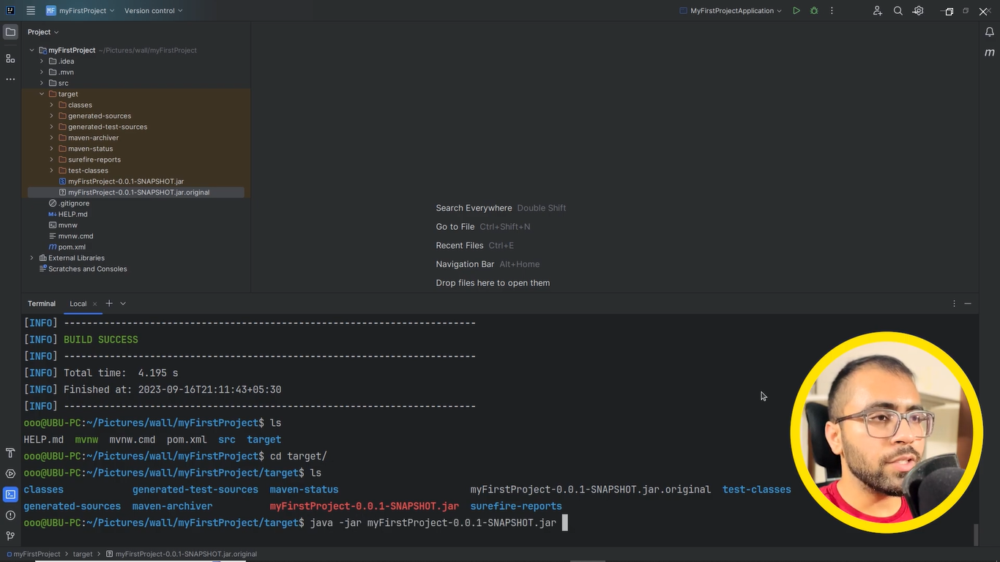 MF myFirstProject Version control MyFirstProjectApplication
Project
myFirstProject ~/Pictures/wall/myFirstProject
.idea
.mvn
src
target
classes
generated-sources
generated-test-sources
maven-archiver
maven-status
surefire-reports
test-classes
myFirstProject-0.0.1-SNAPSHOT.jar
myFirstProject-0.0.1-SNAPSHOT.jar.original
.gitignore
M↓ HELP.md
mvnw
mvnw.cmd
m pom.xml
External Libraries
Scratches and Consoles
m
Search Everywhere Double Shift
Go to File Ctrl+Shift+N
Recent Files Ctrl+E
Navigation Bar Alt+Home
Drop files here to open them
Terminal Local
[INFO] ------------------------------------------------------------------------
[INFO] BUILD SUCCESS
[INFO] ------------------------------------------------------------------------
[INFO] Total time:  4.195 s
[INFO] Finished at: 2023-09-16T21:11:43+05:30
[INFO] ------------------------------------------------------------------------
ooo@UBU-PC:~/Pictures/wall/myFirstProject$ ls
HELP.md mvnw mvnw.cmd pom.xml src target
ooo@UBU-PC:~/Pictures/wall/myFirstProject$ cd target/
ooo@UBU-PC:~/Pictures/wall/myFirstProject/target$ ls
classes generated-test-sources maven-status myFirstProject-0.0.1-SNAPSHOT.jar.original test-classes
generated-sources maven-archiver myFirstProject-0.0.1-SNAPSHOT.jar surefire-reports
ooo@UBU-PC:~/Pictures/wall/myFirstProject/target$ java -jar myFirstProject-0.0.1-SNAPSHOT.jar
myFirstProject > target > myFirstProject-0.0.1-SNAPSHOT.jar.original